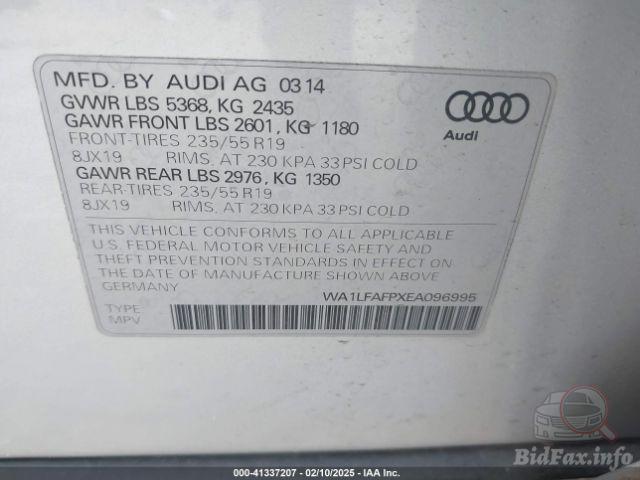 MFD. BY AUDI AG 03 14
GVWR LBS 5368, KG 2435
GAWR FRONT LBS 2601, KG 1180
FRONT-TIRES 235/55 R19
8JX19 RIMS, AT 230 KPA 33 PSI COLD
GAWR REAR LBS 2976, KG 1350
REAR-TIRES 235/55 R19
8JX19 RIMS, AT 230 KPA 33 PSI COLD
Audi
THIS VEHICLE CONFORMS TO ALL APPLICABLE
U.S. FEDERAL MOTOR VEHICLE SAFETY AND
THEFT PREVENTION STANDARDS IN EFFECT ON
THE DATE OF MANUFACTURE SHOWN ABOVE.
GERMANY
WA1LFAFPXEA096995
TYPE
MPV
BidFax.info
000-41337207 - 02/10/2025 - IAA Inc.